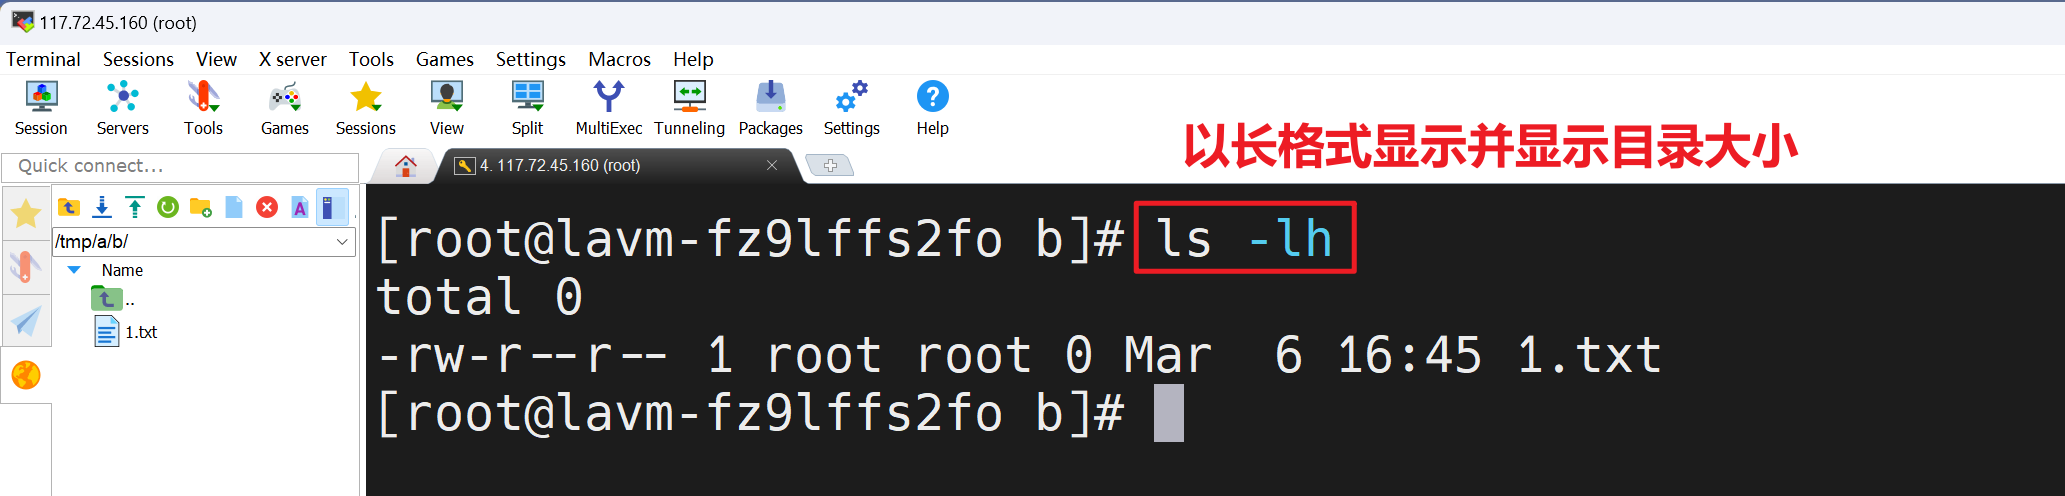 117.72.45.160 (root)
Terminal Sessions View X server Tools Games Settings Macros Help
Session Servers Tools Games Sessions View Split MultiExec Tunneling Packages Settings Help
以长格式显示并显示目录大小
Quick connect...
4. 117.72.45.160 (root)
/tmp/a/b/
Name
..
1.txt
[root@lavm-fz9lffs2fo b]# ls -lh
total 0
-rw-r--r-- 1 root root 0 Mar  6 16:45 1.txt
[root@lavm-fz9lffs2fo b]#